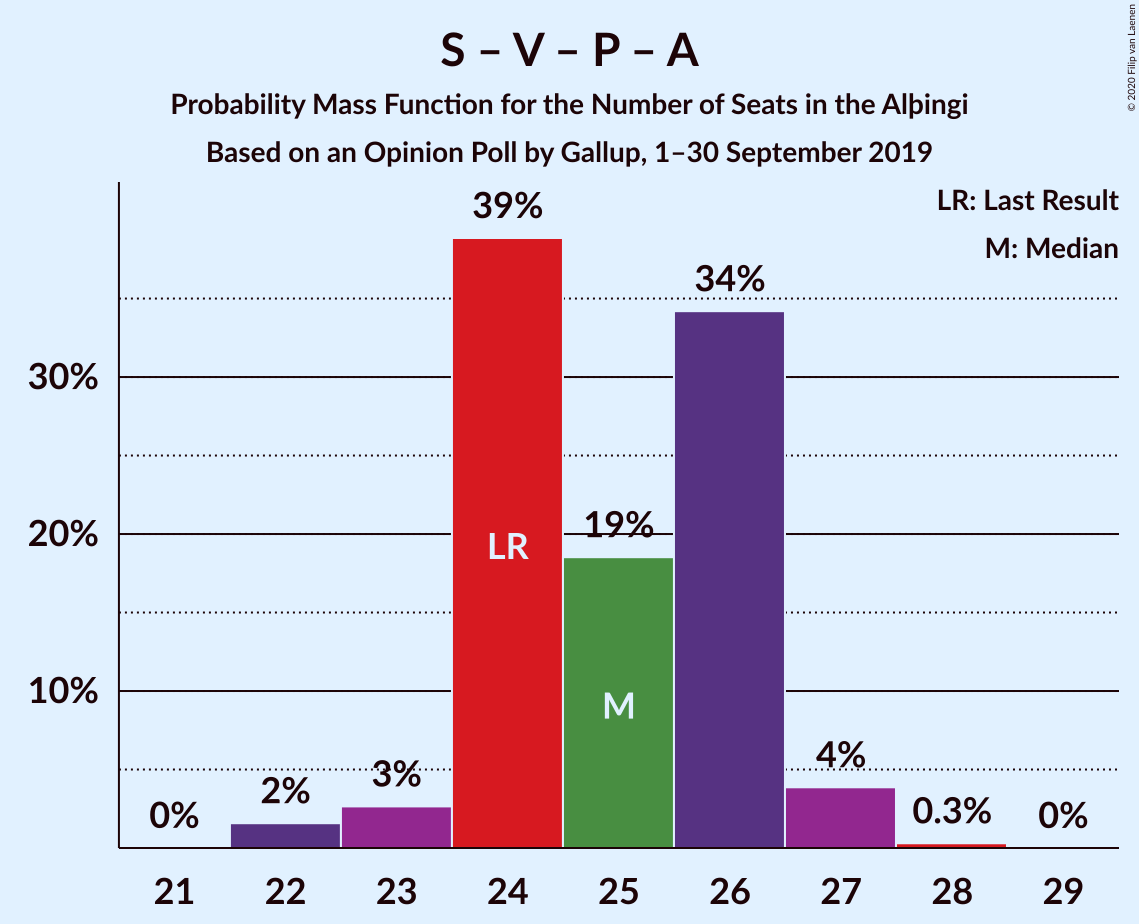 S – V – P – A
Probability Mass Function for the Number of Seats in the Alþingi
Based on an Opinion Poll by Gallup, 1–30 September 2019
© 2020 Filip van Laenen
LR: Last Result
M: Median
39%
34%
30%
20%
19%
LR
M
10%
4%
3%
2%
0.3%
0%
0%
21 22 23 24 25 26 27 28 29